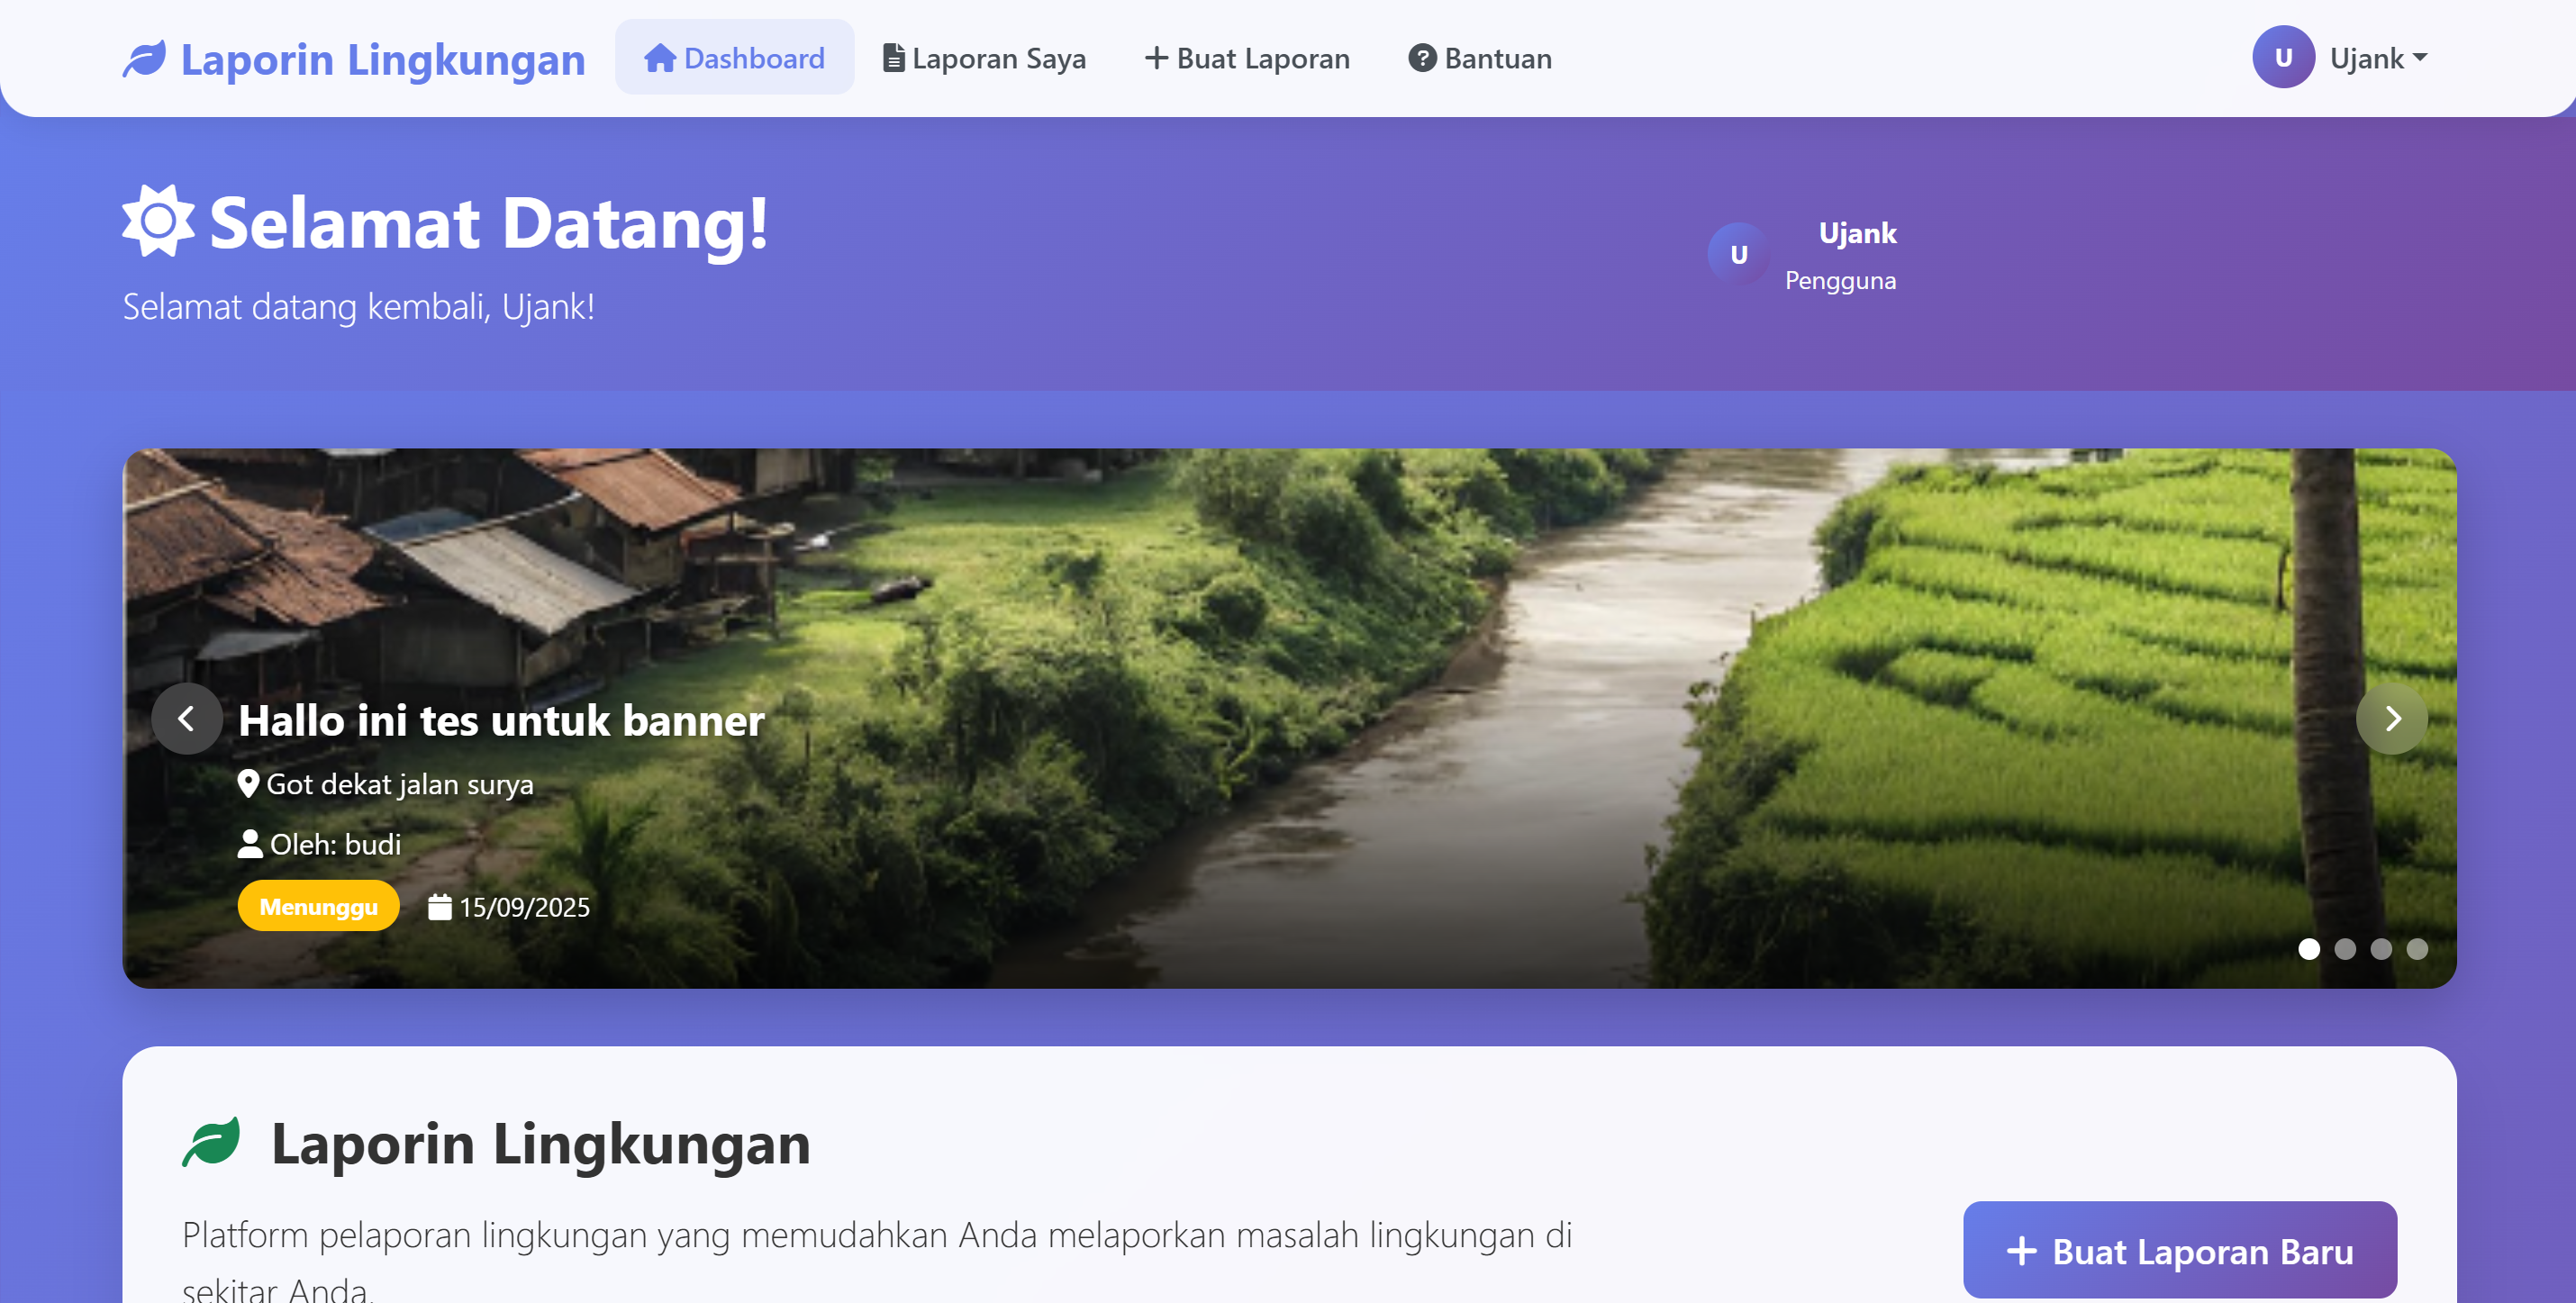 Laporin Lingkungan
Dashboard
Laporan Saya
Buat Laporan
Bantuan
U
Ujank
Selamat Datang!
Selamat datang kembali, Ujank!
U
Ujank
Pengguna
Hallo ini tes untuk banner
Got dekat jalan surya
Oleh: budi
Menunggu
15/09/2025
Laporin Lingkungan
Platform pelaporan lingkungan yang memudahkan Anda melaporkan masalah lingkungan di
sekitar Anda.
Buat Laporan Baru